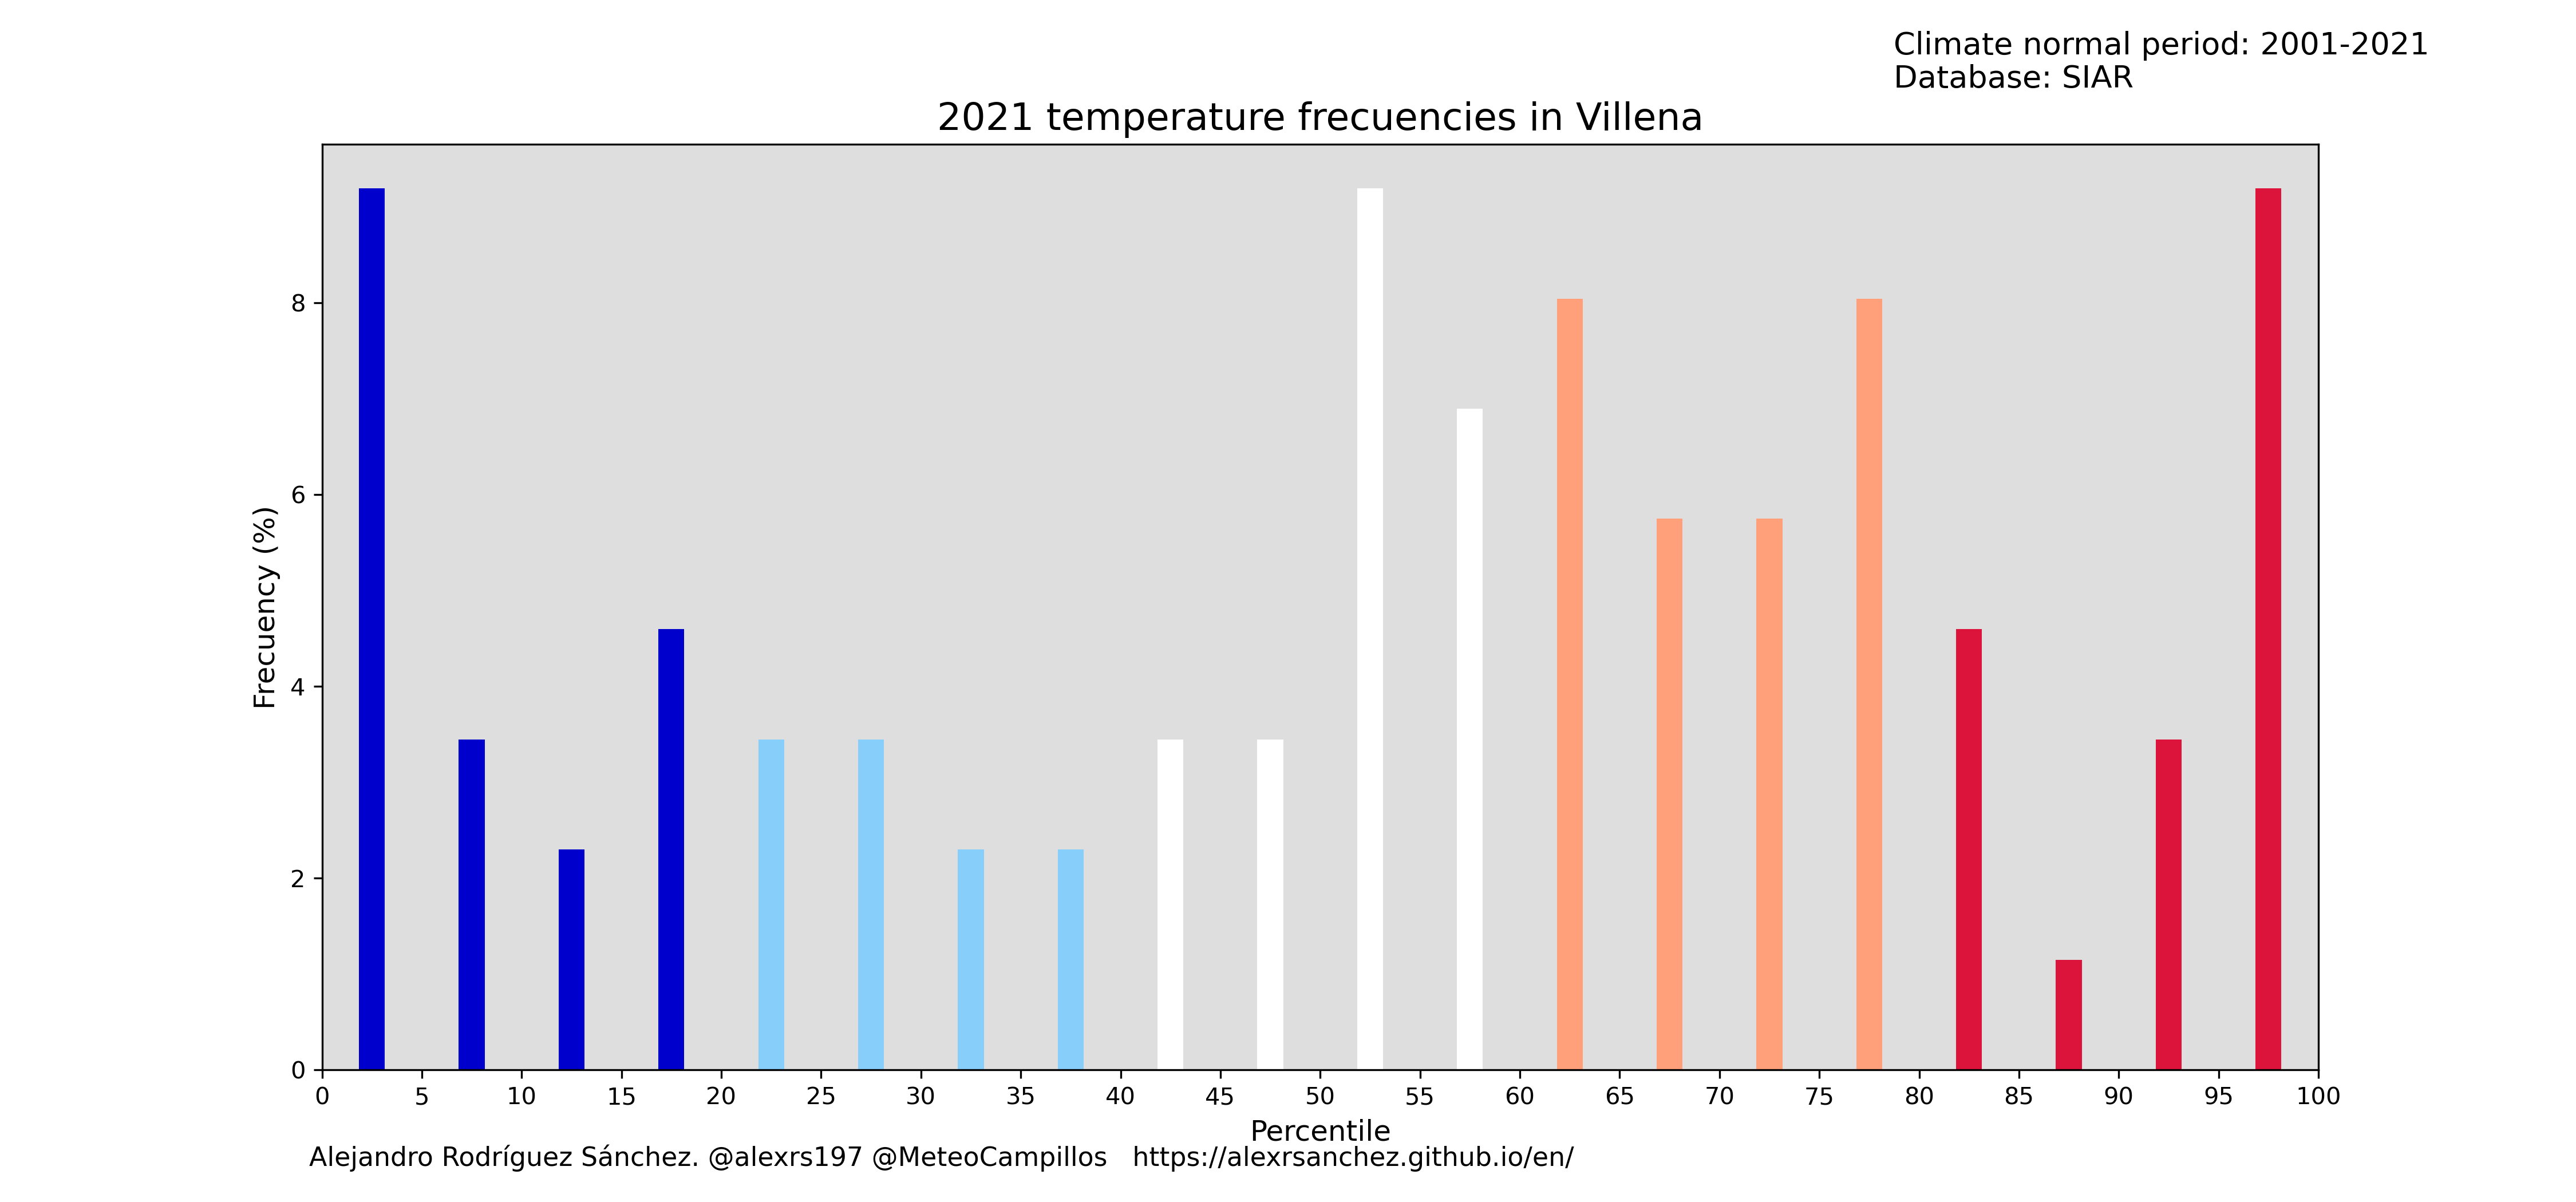 Climate normal period: 2001-2021
Database: SIAR
2021 temperature frecuencies in Villena
Frecuency (%)
8
6
4
2
0
0 5 10 15 20 25 30 35 40 45 50 55 60 65 70 75 80 85 90 95 100
Percentile
Alejandro Rodríguez Sánchez. @alexrs197 @MeteoCampillos https://alexrsanchez.github.io/en/